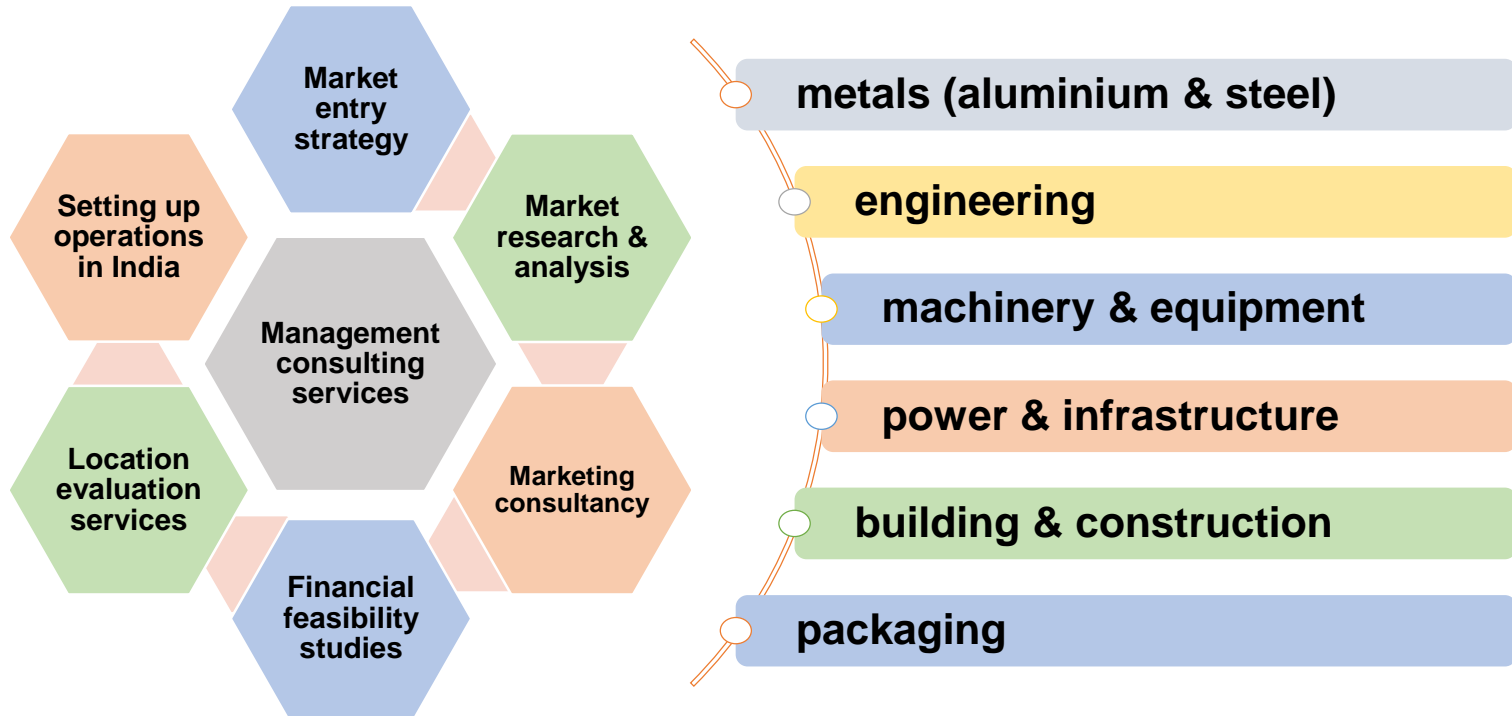 Market
entry
strategy
Setting up
operations
in India
Market
research &
analysis
Management
consulting
services
Location
evaluation
services
Marketing
consultancy
Financial
feasibility
studies
metals (aluminium & steel)
engineering
machinery & equipment
power & infrastructure
building & construction
packaging